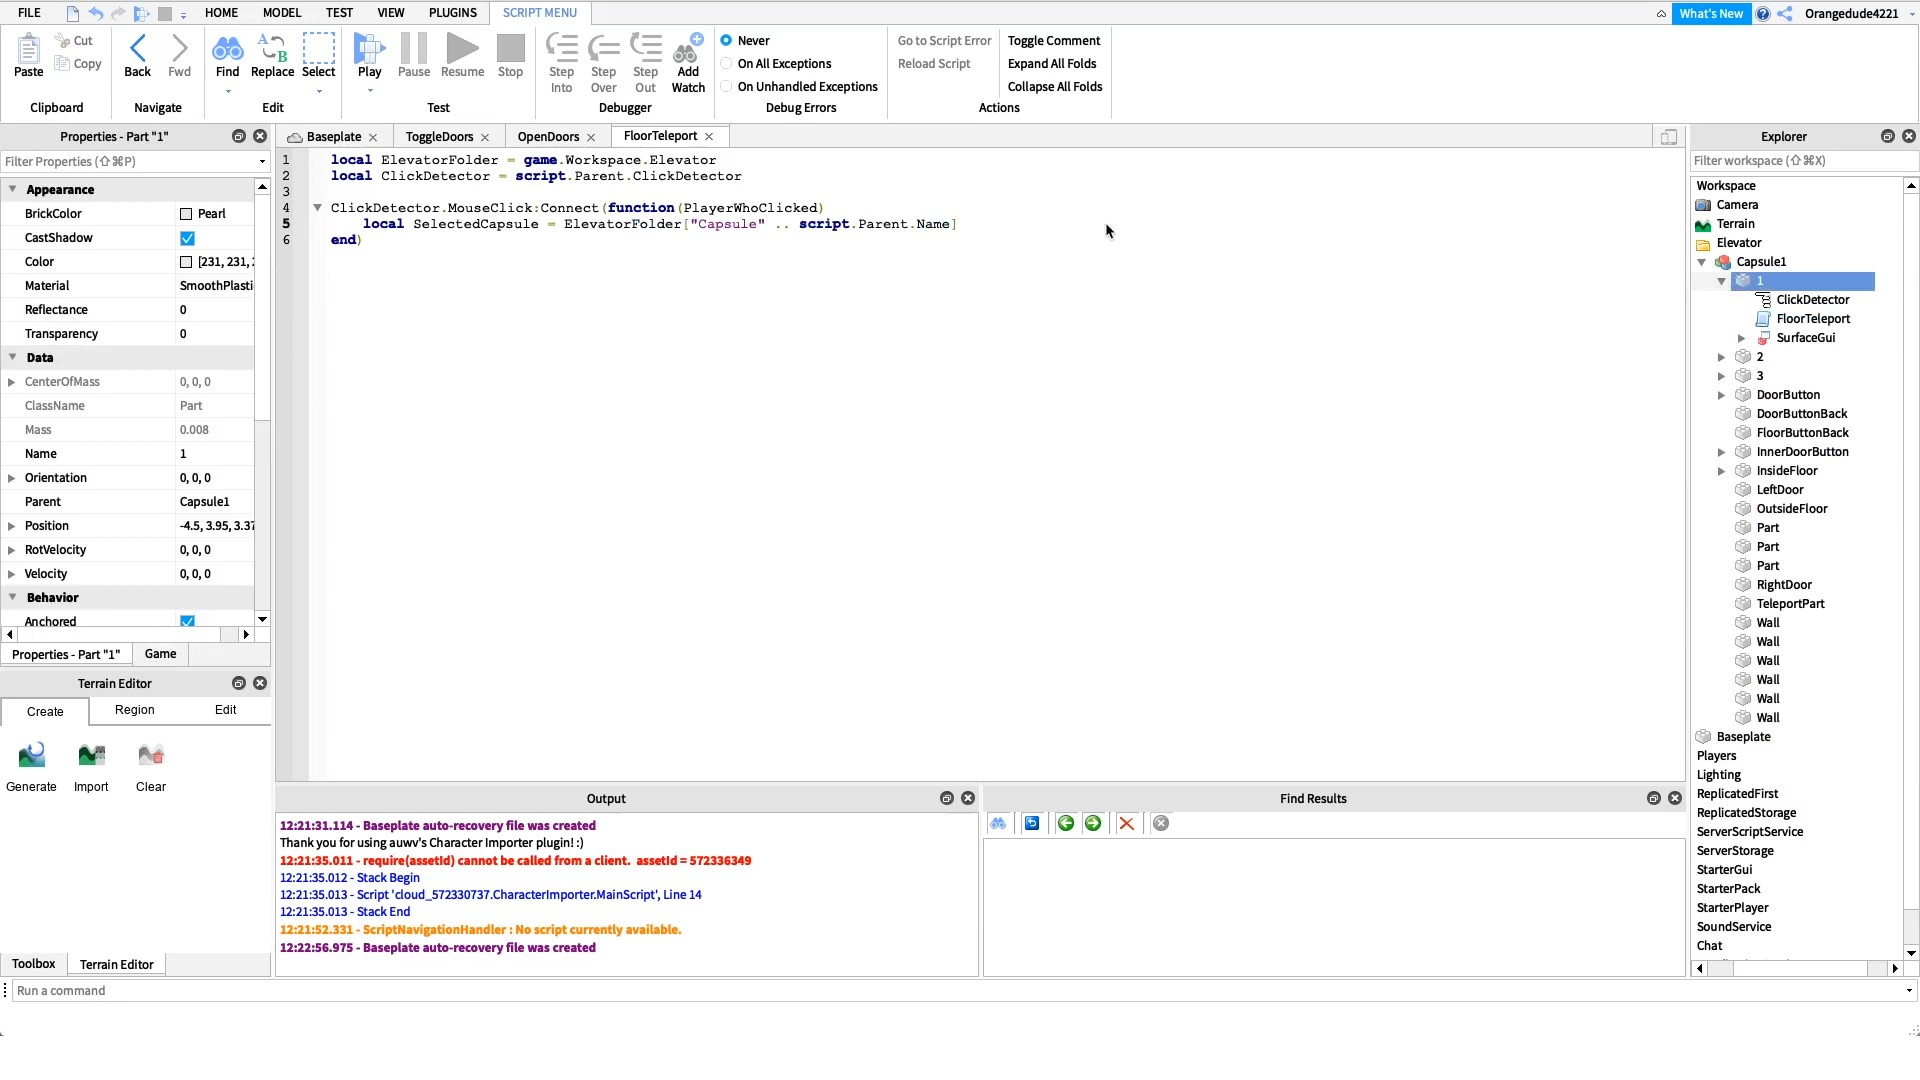 FILE HOME MODEL TEST VIEW PLUGINS SCRIPT MENU What's New Orangedude4221
Paste Cut Copy Clipboard
Back Fwd Navigate
Find Replace Select Edit
Play Pause Resume Stop Test
Step Into Step Over Step Out Add Watch Debugger
Never
On All Exceptions
On Unhandled Exceptions
Debug Errors
Go to Script Error
Reload Script
Toggle Comment
Expand All Folds
Collapse All Folds
Actions
Properties - Part "1"
Filter Properties (⇧⌘P)
Appearance
BrickColor Pearl
CastShadow
Color [231, 231, 2
Material SmoothPlasti
Reflectance 0
Transparency 0
Data
CenterOfMass 0, 0, 0
ClassName Part
Mass 0.008
Name 1
Orientation 0, 0, 0
Parent Capsule1
Position -4.5, 3.95, 3.37
RotVelocity 0, 0, 0
Velocity 0, 0, 0
Behavior
Anchored
Properties - Part "1" Game
Terrain Editor
Create Region Edit
Generate Import Clear
Toolbox Terrain Editor
Baseplate ToggleDoors OpenDoors FloorTeleport
1 local ElevatorFolder = game.Workspace.Elevator
2 local ClickDetector = script.Parent.ClickDetector
3
4 ClickDetector.MouseClick:Connect(function(PlayerWhoClicked)
5 local SelectedCapsule = ElevatorFolder["Capsule" .. script.Parent.Name]
6 end)
Output
12:21:31.114 - Baseplate auto-recovery file was created
Thank you for using auwv's Character Importer plugin! :)
12:21:35.011 - require(assetId) cannot be called from a client. assetId = 572336349
12:21:35.012 - Stack Begin
12:21:35.013 - Script 'cloud_572330737.CharacterImporter.MainScript', Line 14
12:21:35.013 - Stack End
12:21:52.331 - ScriptNavigationHandler : No script currently available.
12:22:56.975 - Baseplate auto-recovery file was created
Find Results
Explorer
Filter workspace (⇧⌘X)
Workspace
Camera
Terrain
Elevator
Capsule1
1
ClickDetector
FloorTeleport
SurfaceGui
2
3
DoorButton
DoorButtonBack
FloorButtonBack
InnerDoorButton
InsideFloor
LeftDoor
OutsideFloor
Part
Part
Part
RightDoor
TeleportPart
Wall
Wall
Wall
Wall
Wall
Wall
Baseplate
Players
Lighting
ReplicatedFirst
ReplicatedStorage
ServerScriptService
ServerStorage
StarterGui
StarterPack
StarterPlayer
SoundService
Chat
Run a command